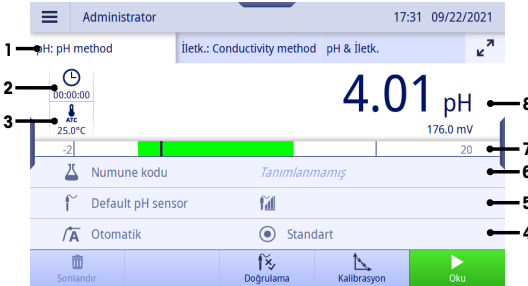 Administrator 17:31 09/22/2021
1 pH: pH method İletk.: Conductivity method pH & İletk.
2 00:00:00
4.01 pH 8
3 ATC
25.0°C 176.0 mV
-2 20 7
Numune kodu Tanımlanmamış 6
Default pH sensor 5
A Otomatik Standart 4
Sonlandır Doğrulama Kalibrasyon Oku